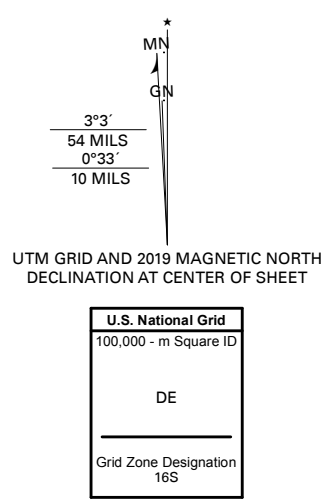 MN
GN
3°3´
54 MILS
0°33´
10 MILS
UTM GRID AND 2019 MAGNETIC NORTH
DECLINATION AT CENTER OF SHEET
U.S. National Grid
100,000 - m Square ID
DE
Grid Zone Designation
16S